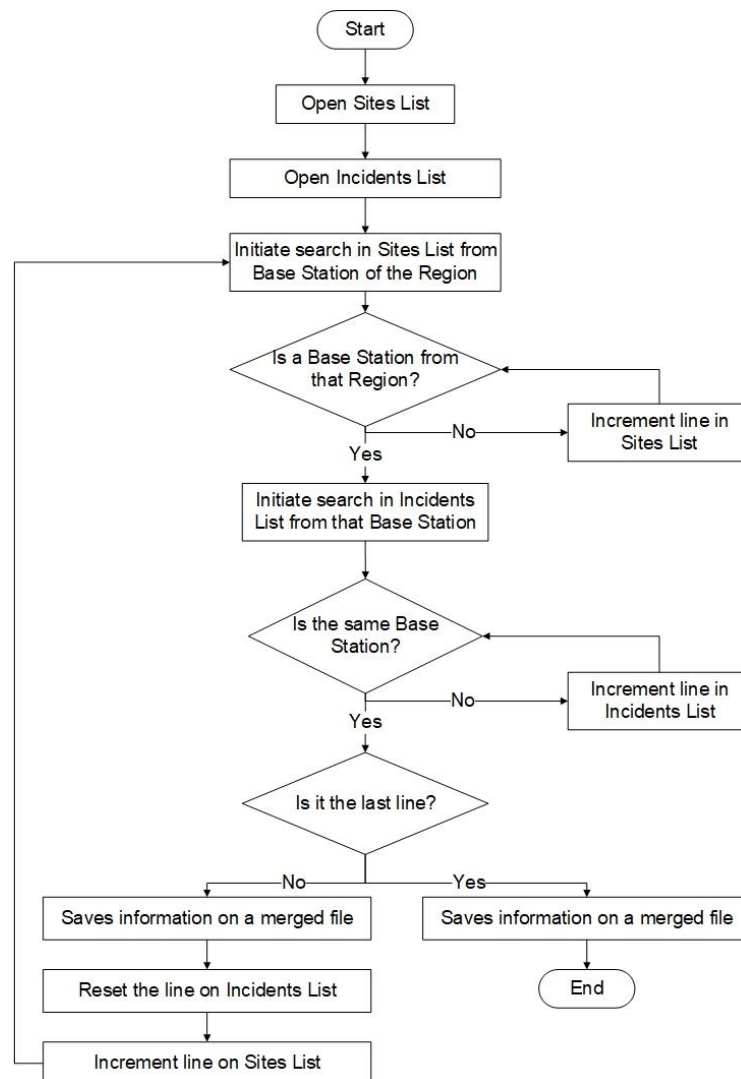 Start
Open Sites List
Open Incidents List
Initiate search in Sites List from
Base Station of the Region
Is a Base Station from
that Region?
No
Increment line in
Sites List
Yes
Initiate search in Incidents
List from that Base Station
Is the same Base
Station?
No
Increment line in
Incidents List
Yes
Is it the last line?
No
Yes
Saves information on a merged file
Saves information on a merged file
Reset the line on Incidents List
End
Increment line on Sites List